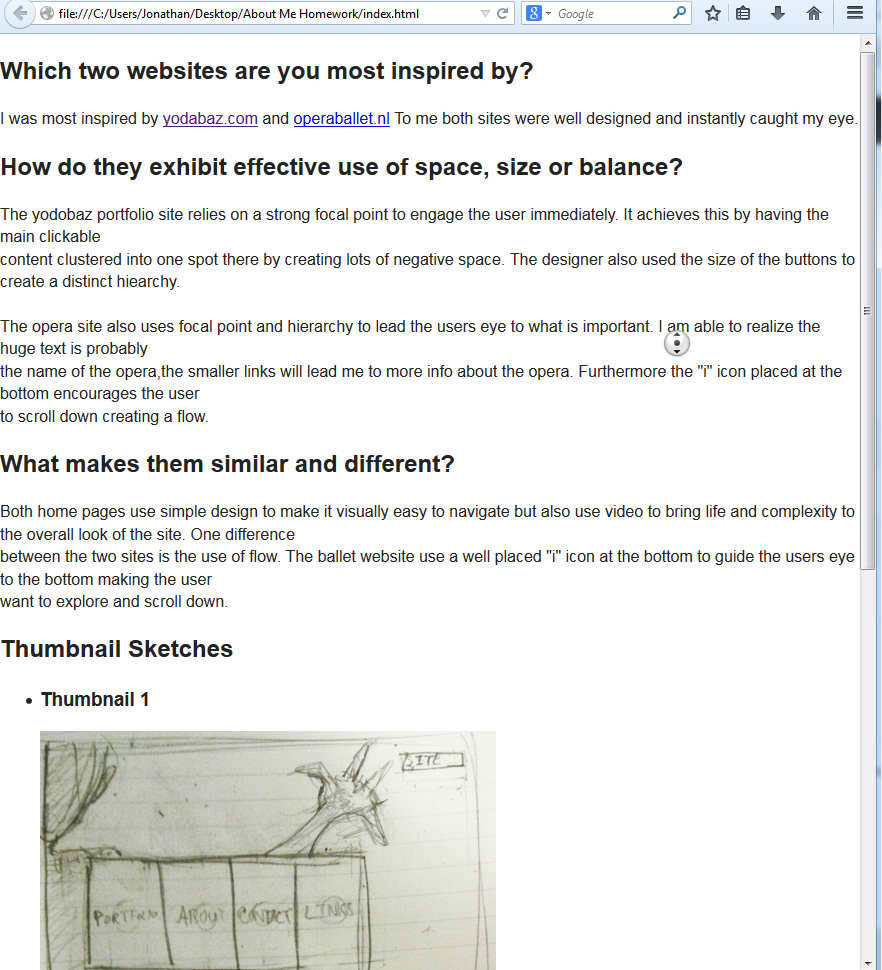 file:///C:/Users/Jonathan/Desktop/About Me Homework/index.html
8
Google
Which two websites are you most inspired by?
I was most inspired by yodabaz.com and operaballet.nl To me both sites were well designed and instantly caught my eye.
How do they exhibit effective use of space, size or balance?
The yodobaz portfolio site relies on a strong focal point to engage the user immediately. It achieves this by having the
main clickable
content clustered into one spot there by creating lots of negative space. The designer also used the size of the buttons to
create a distinct hiearchy.
The opera site also uses focal point and hierarchy to lead the users eye to what is important. I am able to realize the
huge text is probably
the name of the opera,the smaller links will lead me to more info about the opera. Furthermore the "i" icon placed at the
bottom encourages the user
to scroll down creating a flow.
What makes them similar and different?
Both home pages use simple design to make it visually easy to navigate but also use video to bring life and complexity to
the overall look of the site. One difference
between the two sites is the use of flow. The ballet website use a well placed "i" icon at the bottom to guide the users eye
to the bottom making the user
want to explore and scroll down.
Thumbnail Sketches
• Thumbnail 1
SITE
PORTFOLIO ABOUT CONTACT LINKS